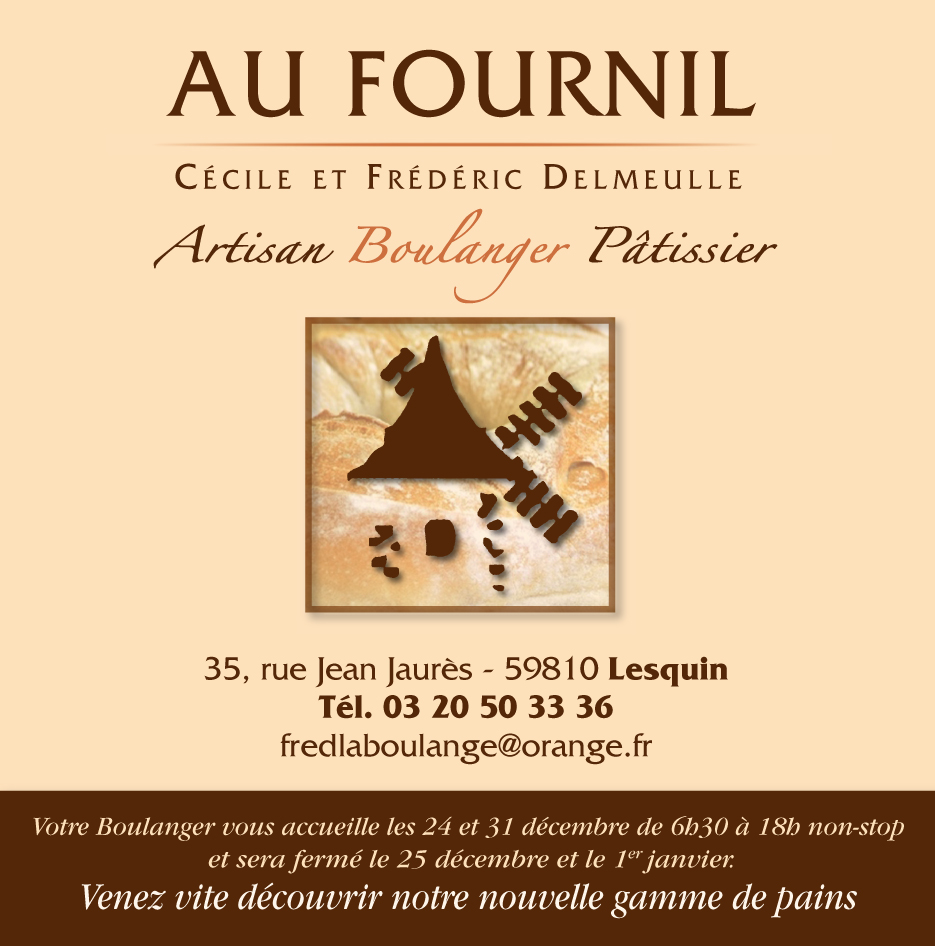 AU FOURNIL
CÉCILE ET FRÉDÉRIC DELMEULLE
Artisan Boulanger Pâtissier
35, rue Jean Jaurès - 59810 Lesquin
Tél. 03 20 50 33 36
fredlaboulange@orange.fr
Votre Boulanger vous accueille les 24 et 31 décembre de 6h30 à 18h non-stop
et sera fermé le 25 décembre et le 1er janvier.
Venez vite découvrir notre nouvelle gamme de pains